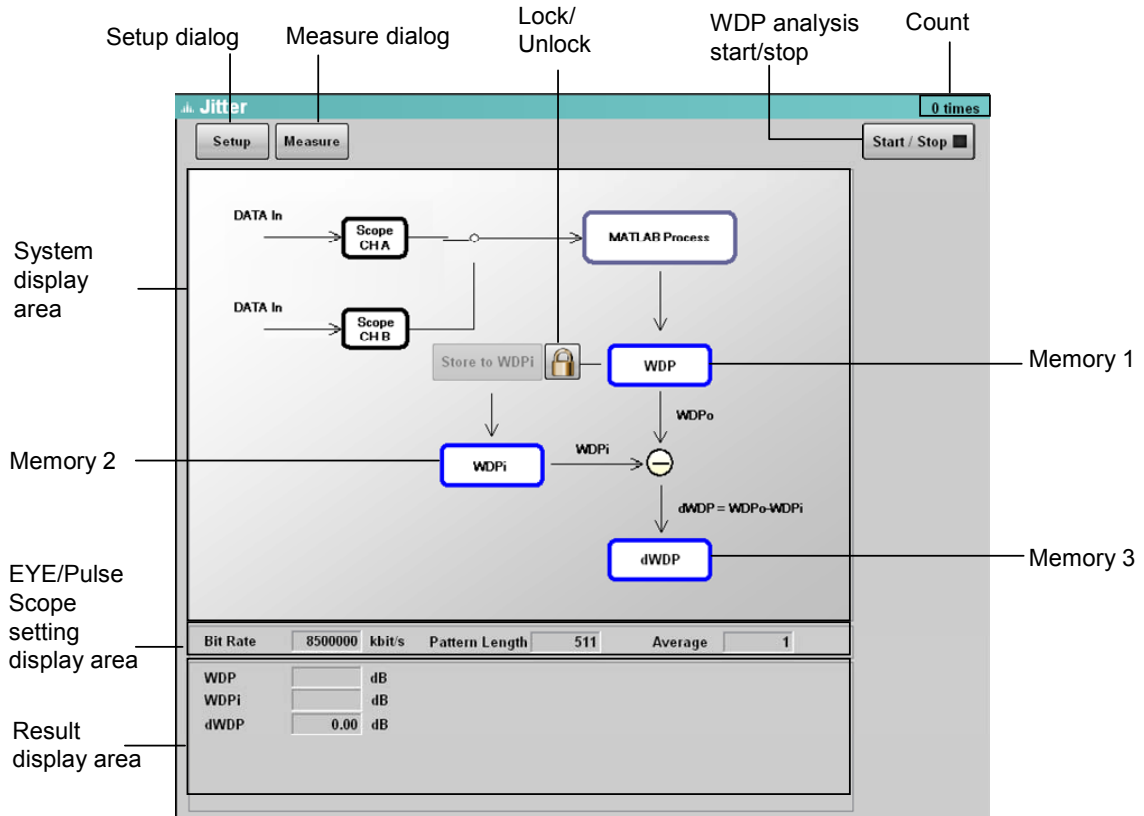 Setup dialog
Measure dialog
Lock/
Unlock
WDP analysis
start/stop
Count
Jitter
0 times
Setup
Measure
Start / Stop
System
display
area
DATA In
Scope
CH A
MATLAB Process
DATA In
Scope
CH B
Store to WDPi
WDP
Memory 1
WDPo
Memory 2
WDPi
WDPi
dWDP = WDPo-WDPi
dWDP
Memory 3
EYE/Pulse
Scope
setting
display area
Bit Rate 8500000 kbit/s Pattern Length 511 Average 1
WDP dB
WDPi dB
dWDP 0.00 dB
Result
display area